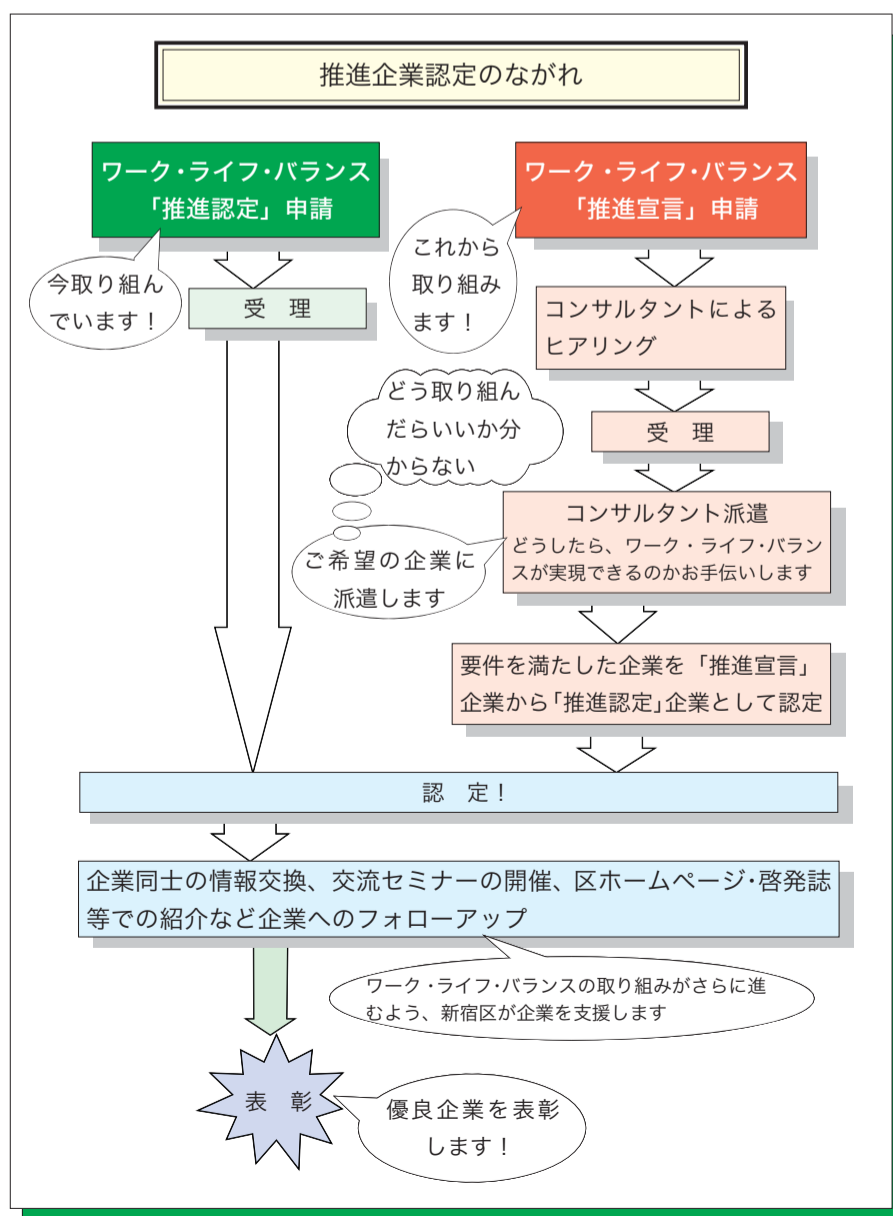 推進企業認定のながれ
ワーク・ライフ・バランス
「推進認定」申請
今取り組ん
でいます！
受　理
ワーク・ライフ・バランス
「推進宣言」申請
これから
取り組み
ます！
コンサルタントによる
ヒアリング
受　理
どう取り組ん
だらいいか分
からない
コンサルタント派遣
どうしたら、ワーク・ライフ・バラン
スが実現できるのかお手伝いします
ご希望の企業に
派遣します
要件を満たした企業を「推進宣言」
企業から「推進認定」企業として認定
認　定！
企業同士の情報交換、交流セミナーの開催、区ホームページ・啓発誌
等での紹介など企業へのフォローアップ
ワーク・ライフ・バランスの取り組みがさらに進
むよう、新宿区が企業を支援します
表　彰
優良企業を表彰
します！